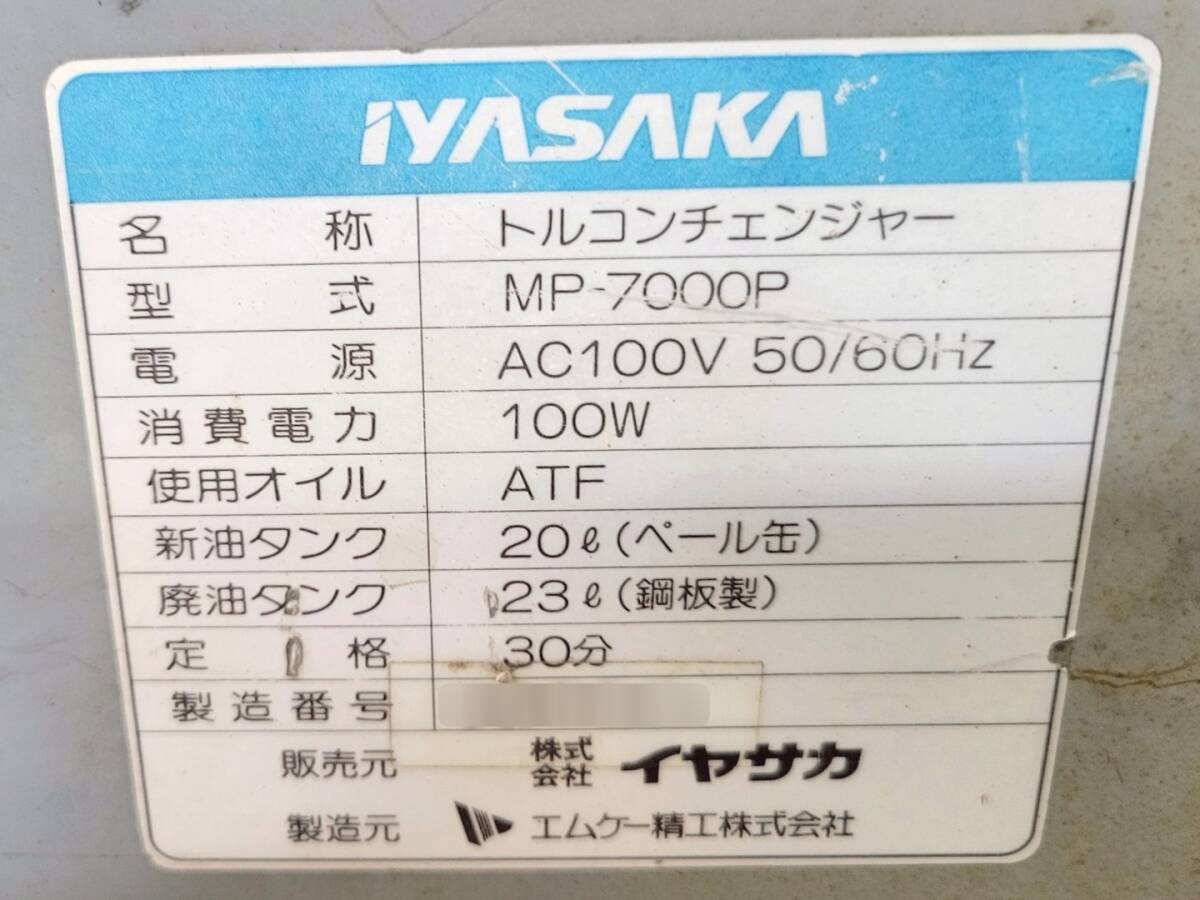 IYASAKA
名称 トルコンチェンジャー
型式 MP-7000P
電源 AC100V 50/60Hz
消費電力 100W
使用オイル ATF
新油タンク 20ℓ(ペール缶)
廃油タンク 23ℓ(鋼板製)
定格 30分
製造番号
販売元 株式会社 イヤサカ
製造元 エムケー精工株式会社